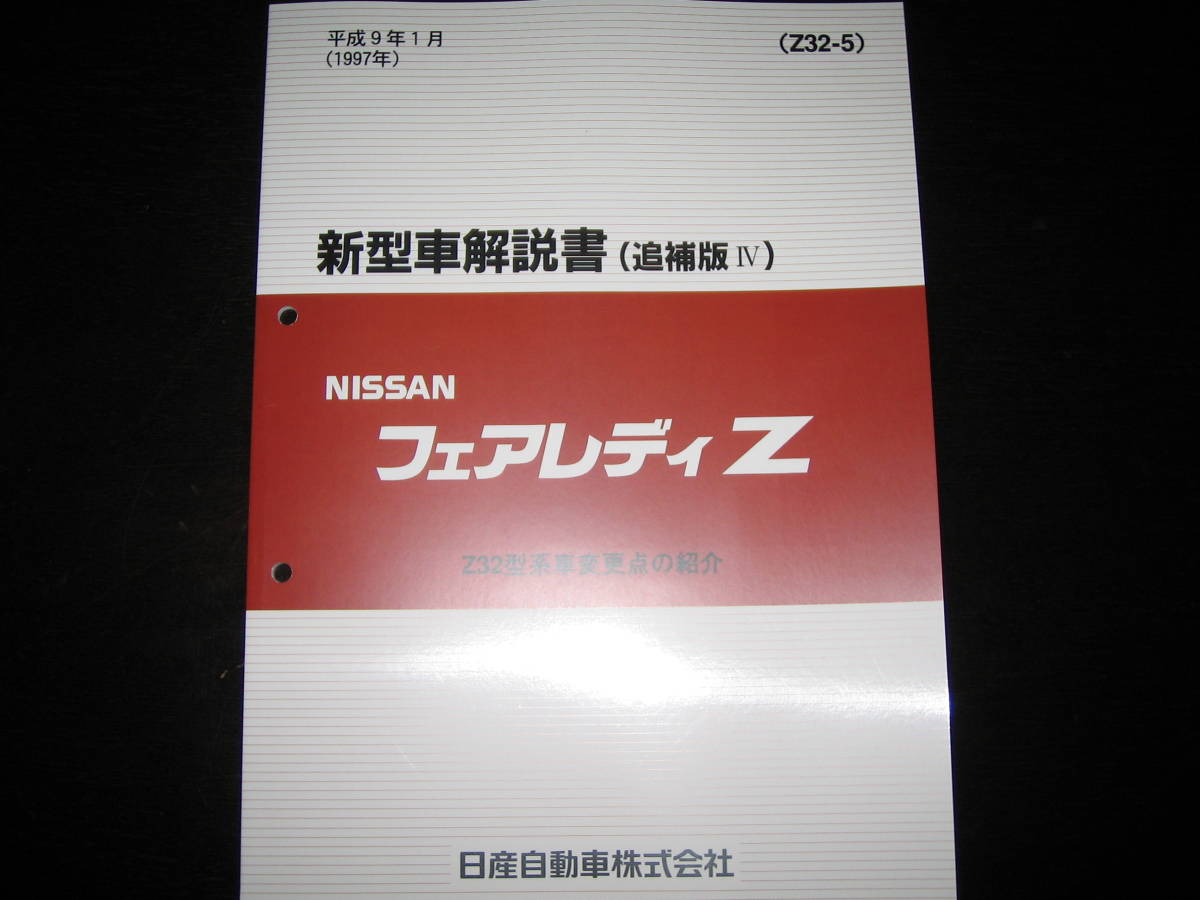 平成9年1月
(1997年)
(Z32-5)
新型車解説書(追補版 Ⅳ)
NISSAN
フェアレディZ
Z32型系車変更点の紹介
日産自動車株式会社